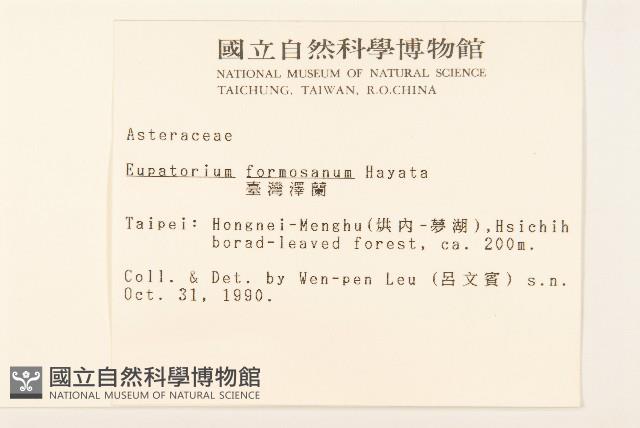 國立自然科學博物館
NATIONAL MUSEUM OF NATURAL SCIENCE
TAICHUNG, TAIWAN, R.O.CHINA
Asteraceae
Eupatorium formosanum Hayata
臺灣澤蘭
Taipei: Hongnei-Menghu(烘內-夢湖),Hsichih
borad-leaved forest, ca. 200m.
Coll. & Det. by Wen-pen Leu (呂文賓) s.n.
Oct. 31, 1990.
國立自然科學博物館
NATIONAL MUSEUM OF NATURAL SCIENCE